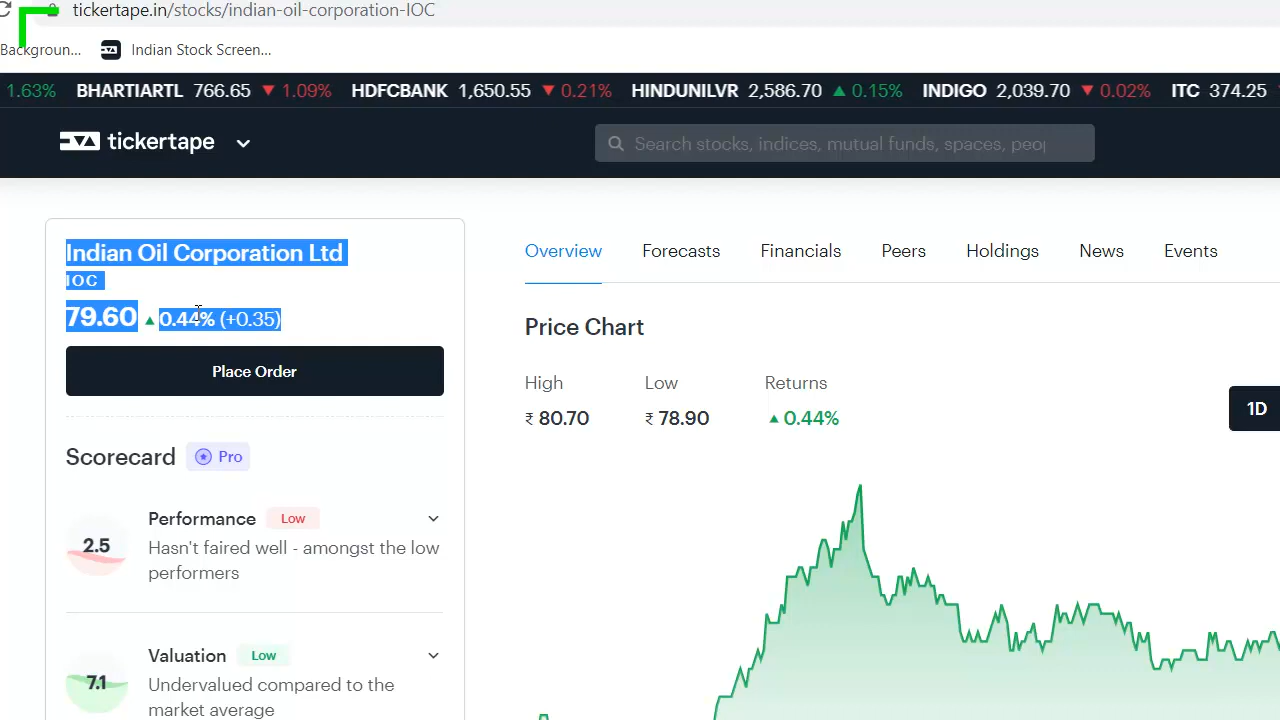 tickertape.in/stocks/indian-oil-corporation-IOC
Backgroun... Indian Stock Screen...
1.63% BHARTIARTL 766.65 ▼ 1.09% HDFCBANK 1,650.55 ▼ 0.21% HINDUNILVR 2,586.70 ▲ 0.15% INDIGO 2,039.70 ▼ 0.02% ITC 374.25
tickertape
Search stocks, indices, mutual funds, spaces, peop
Indian Oil Corporation Ltd
IOC
79.60 ▲ 0.44% (+0.35)
Place Order
Scorecard Pro
Performance Low
2.5
Hasn't faired well - amongst the low
performers
Valuation Low
7.1
Undervalued compared to the
market average
Overview Forecasts Financials Peers Holdings News Events
Price Chart
High Low Returns
₹ 80.70 ₹ 78.90 ▲ 0.44%
1D